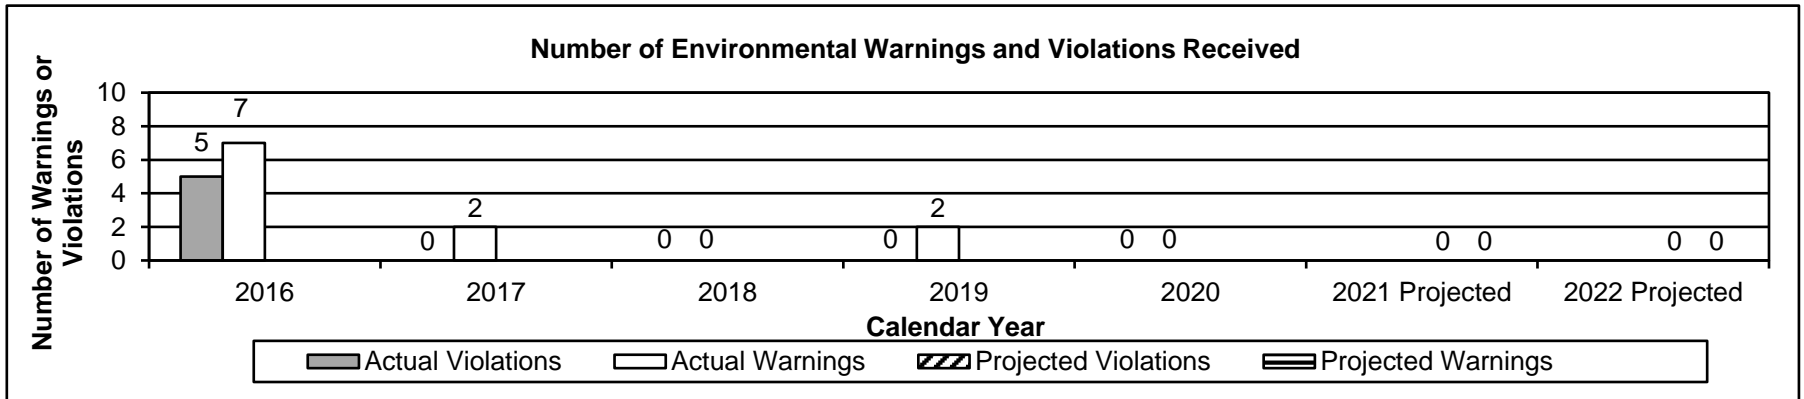 Number of Environmental Warnings and Violations Received
Number of Warnings or
Violations
10
8
6
4
2
0
5 7
0 2
0 0
0 2
0 0
0 0
0 0
2016 2017 2018 2019 2020 2021 Projected 2022 Projected
Calendar Year
Actual Violations Actual Warnings Projected Violations Projected Warnings